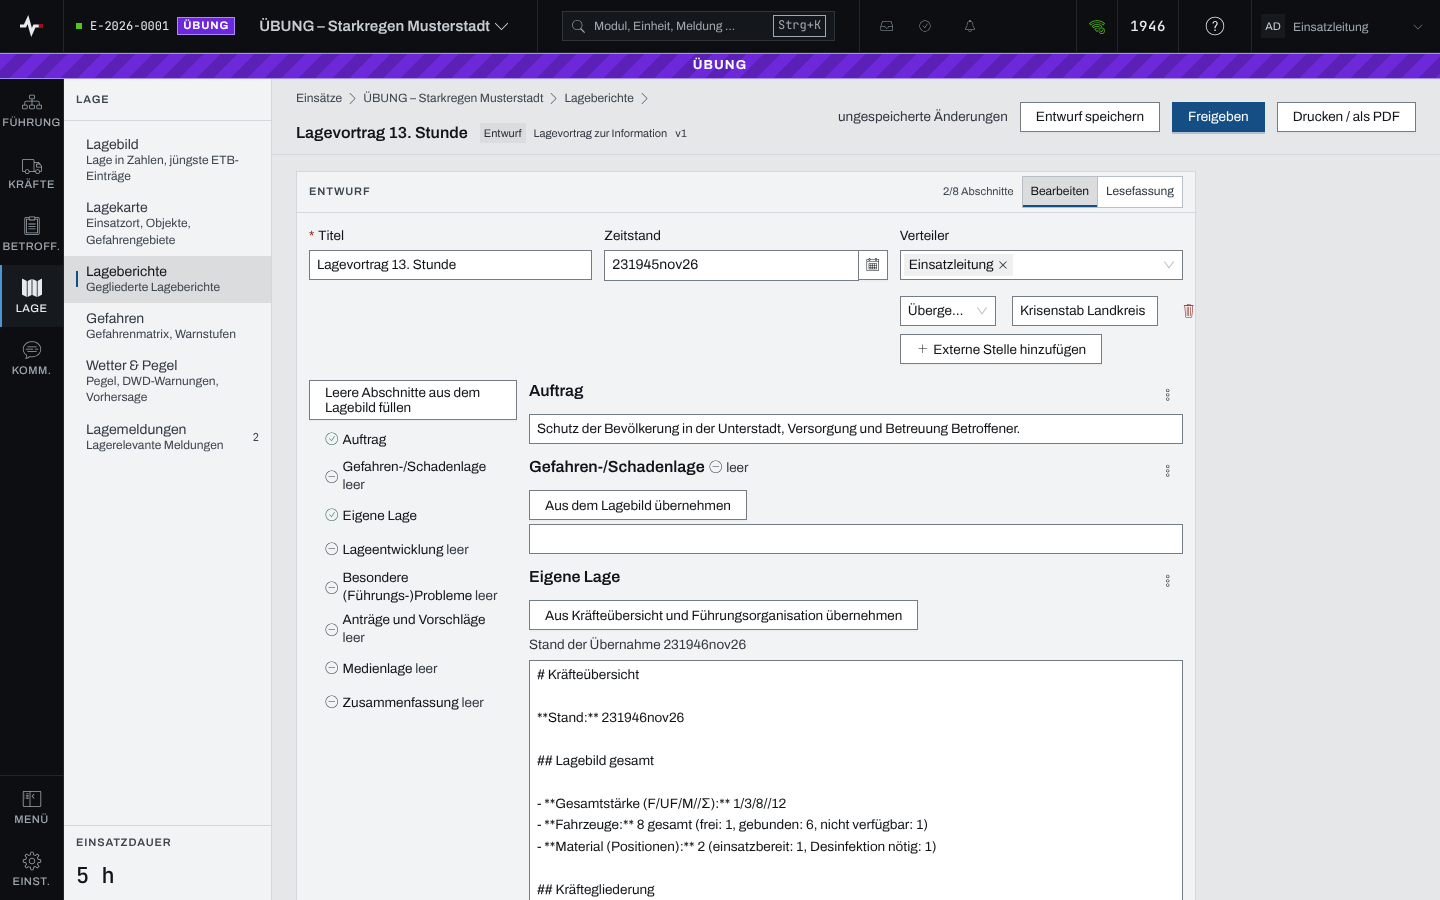 E-2026-0001 ÜBUNG ÜBUNG – Starkregen Musterstadt
Modul, Einheit, Meldung ... Strg+K
1946
AD Einsatzleitung
ÜBUNG
FÜHRUNG
KRÄFTE
BETROFF.
LAGE
KOMM.
MENÜ
EINST.
LAGE
Lagebild
Lage in Zahlen, jüngste ETB-
Einträge
Lagekarte
Einsatzort, Objekte,
Gefahrengebiete
Lageberichte
Gegliederte Lageberichte
Gefahren
Gefahrenmatrix, Warnstufen
Wetter & Pegel
Pegel, DWD-Warnungen,
Vorhersage
Lagemeldungen
Lagerelevante Meldungen
2
EINSATZDAUER
5 h
Einsätze ÜBUNG – Starkregen Musterstadt Lageberichte
Lagevortrag 13. Stunde Entwurf Lagevortrag zur Information v1
ungespeicherte Änderungen Entwurf speichern Freigeben Drucken / als PDF
ENTWURF
2/8 Abschnitte Bearbeiten Lesefassung
* Titel
Lagevortrag 13. Stunde
Zeitstand
231945nov26
Verteiler
Einsatzleitung
Überge... Krisenstab Landkreis
Externe Stelle hinzufügen
Leere Abschnitte aus dem
Lagebild füllen
Auftrag
Gefahren-/Schadenlage
leer
Eigene Lage
Lageentwicklung leer
Besondere
(Führungs-)Probleme leer
Anträge und Vorschläge
leer
Medienlage leer
Zusammenfassung leer
Auftrag
Schutz der Bevölkerung in der Unterstadt, Versorgung und Betreuung Betroffener.
Gefahren-/Schadenlage leer
Aus dem Lagebild übernehmen
Eigene Lage
Aus Kräfteübersicht und Führungsorganisation übernehmen
Stand der Übernahme 231946nov26
# Kräfteübersicht
**Stand:** 231946nov26
## Lagebild gesamt
- **Gesamtstärke (F/UF/M//Σ):** 1/3/8//12
- **Fahrzeuge:** 8 gesamt (frei: 1, gebunden: 6, nicht verfügbar: 1)
- **Material (Positionen):** 2 (einsatzbereit: 1, Desinfektion nötig: 1)
## Kräftegliederung